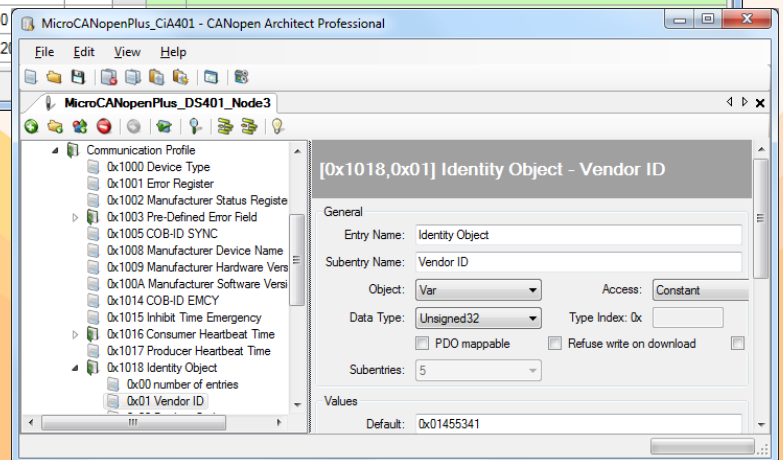 MicroCANopenPlus_CiA401 - CANopen Architect Professional
File Edit View Help
MicroCANopenPlus_DS401_Node3
Communication Profile
0x1000 Device Type
0x1001 Error Register
0x1002 Manufacturer Status Registe
0x1003 Pre-Defined Error Field
0x1005 COB-ID SYNC
0x1008 Manufacturer Device Name
0x1009 Manufacturer Hardware Vers
0x100A Manufacturer Software Versi
0x1014 COB-ID EMCY
0x1015 Inhibit Time Emergency
0x1016 Consumer Heartbeat Time
0x1017 Producer Heartbeat Time
0x1018 Identity Object
0x00 number of entries
0x01 Vendor ID
[0x1018,0x01] Identity Object - Vendor ID
General
Entry Name: Identity Object
Subentry Name: Vendor ID
Object: Var Access: Constant
Data Type: Unsigned32 Type Index: 0x
PDO mappable Refuse write on download
Subentries: 5
Values
Default: 0x01455341